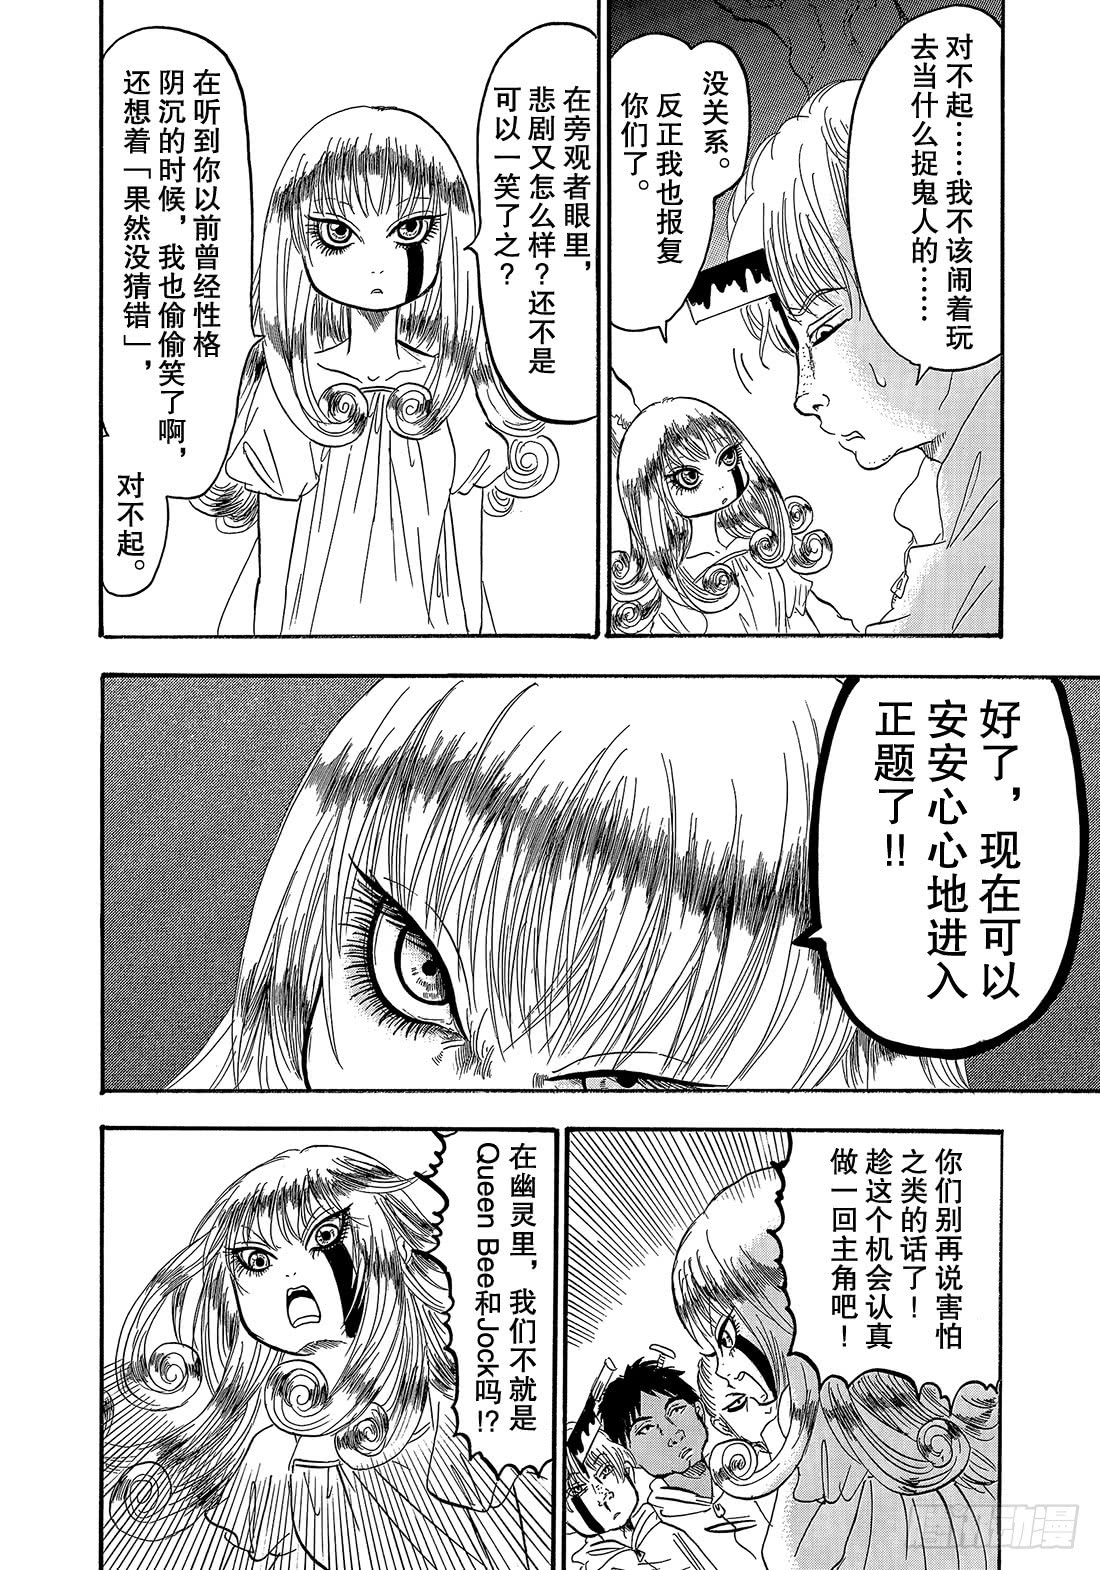 对不起……我不该闹着玩
去当什么捉鬼人的……
没关系。
反正我也报复
你们了。
在旁观者眼里，
悲剧又怎么样？还不是
可以一笑了之？
在听到你以前曾经性格
阴沉的时候，我也偷偷笑了啊，
还想着「果然没猜错」，
对不起。
好了，现在可以
安安心心地进入
正题了!!
你们别再说害怕
之类的话了！
趁这个机会认真
做一回主角吧！
在幽灵里，我们不就是
Queen Bee和Jock吗!?
腾讯动漫